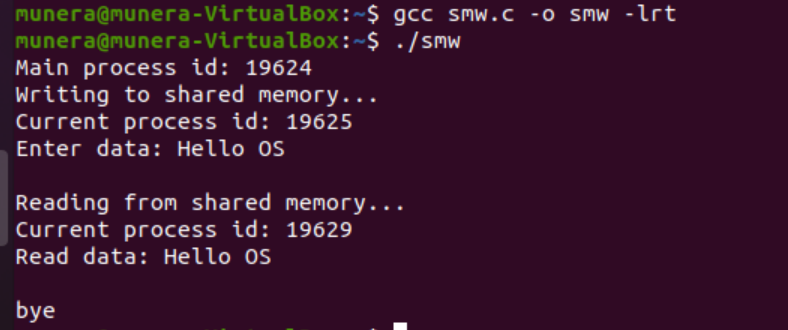 munera@munera-VirtualBox:~$ gcc smw.c -o smw -lrt
munera@munera-VirtualBox:~$ ./smw
Main process id: 19624
Writing to shared memory...
Current process id: 19625
Enter data: Hello OS
Reading from shared memory...
Current process id: 19629
Read data: Hello OS
bye